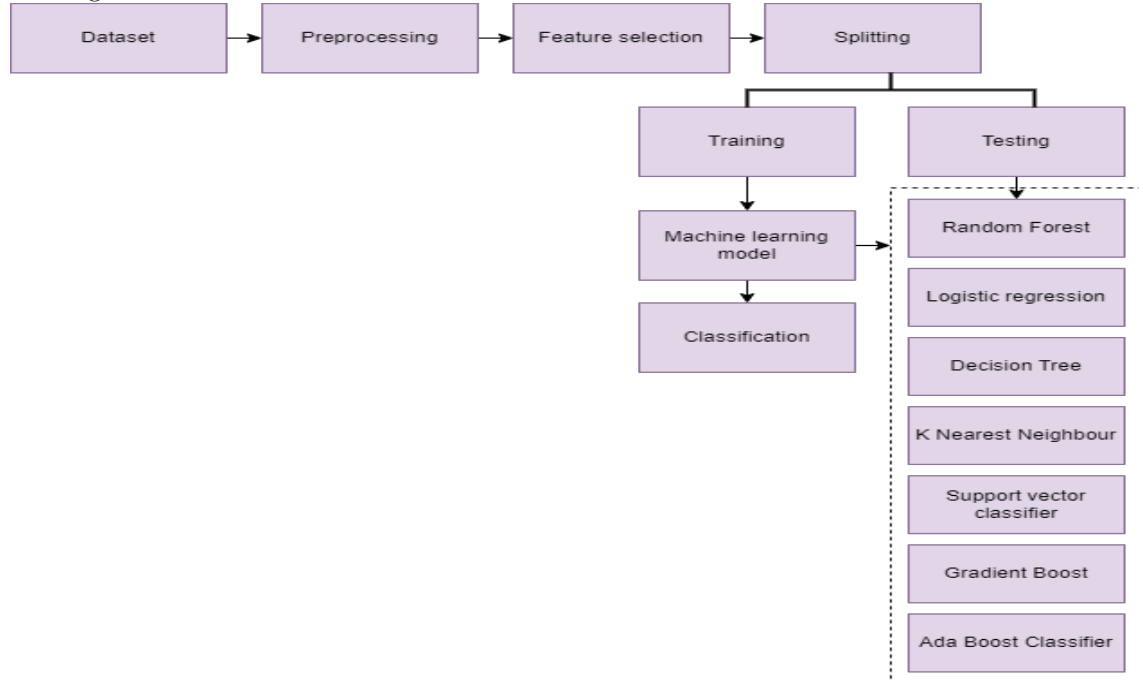 Dataset
Preprocessing
Feature selection
Splitting
Training
Testing
Machine learning
model
Random Forest
Logistic regression
Classification
Decision Tree
K Nearest Neighbour
Support vector
classifier
Gradient Boost
Ada Boost Classifier